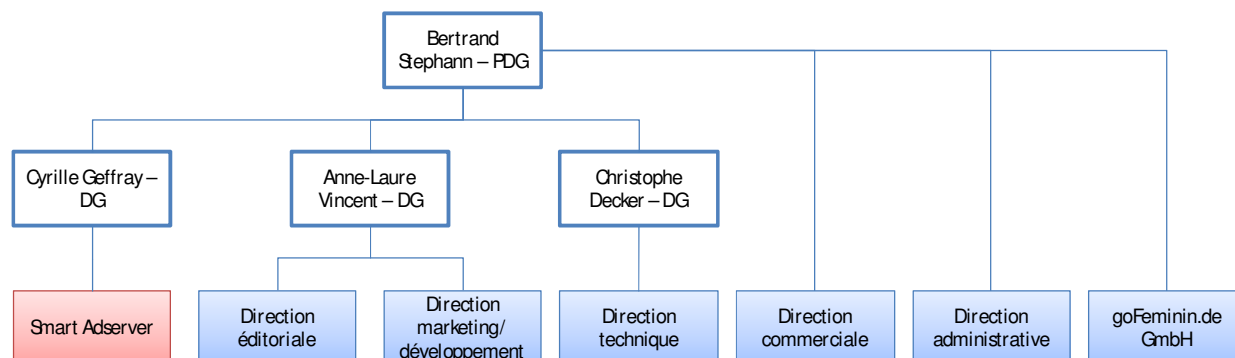 Bertrand
Stephann – PDG
Cyrille Geffray –
DG
Anne-Laure
Vincent – DG
Christophe
Decker – DG
Smart Adserver
Direction
éditoriale
Direction
marketing/
développement
Direction
technique
Direction
commerciale
Direction
administrative
goFeminin.de
GmbH